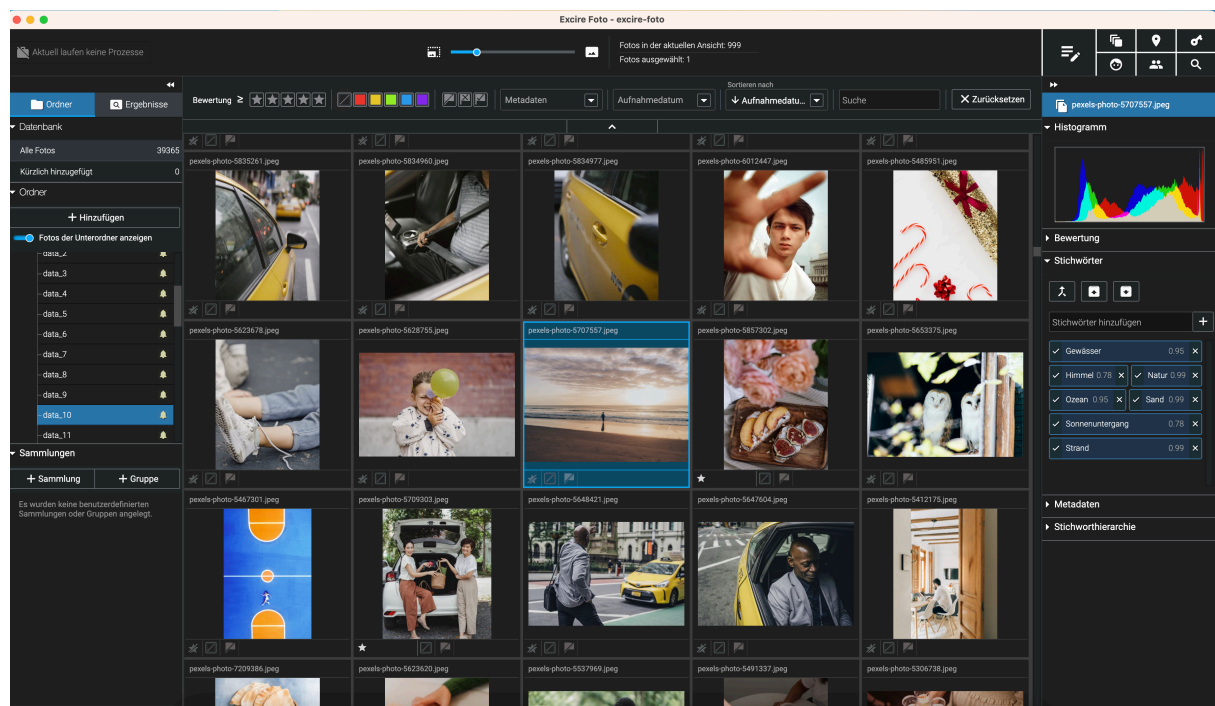 Excire Foto - excire-foto
Aktuell laufen keine Prozesse
Fotos in der aktuellen Ansicht: 999
Fotos ausgewählt: 1
Ordner
Ergebnisse
Datenbank
Alle Fotos 39365
Kürzlich hinzugefügt 0
Ordner
+ Hinzufügen
Fotos der Unterordner anzeigen
data_2
data_3
data_4
data_5
data_6
data_7
data_8
data_9
data_10
data_11
Sammlungen
+ Sammlung
+ Gruppe
Es wurden keine benutzerdefinierten
Sammlungen oder Gruppen angelegt.
Bewertung ≥
Metadaten
Aufnahmedatum
Sortieren nach
Aufnahmedatu...
Suche
Zurücksetzen
pexels-photo-5835261.jpeg
pexels-photo-5834960.jpeg
pexels-photo-5834977.jpeg
pexels-photo-6012447.jpeg
pexels-photo-5485951.jpeg
pexels-photo-5623678.jpeg
pexels-photo-5628755.jpeg
pexels-photo-5707557.jpeg
pexels-photo-5857302.jpeg
pexels-photo-5653375.jpeg
pexels-photo-5467301.jpeg
pexels-photo-5709303.jpeg
pexels-photo-5648421.jpeg
pexels-photo-5647604.jpeg
pexels-photo-5412175.jpeg
pexels-photo-7209386.jpeg
pexels-photo-5623620.jpeg
pexels-photo-5537969.jpeg
pexels-photo-5491337.jpeg
pexels-photo-5306738.jpeg
pexels-photo-5707557.jpeg
Histogramm
Bewertung
Stichwörter
Stichwörter hinzufügen
Gewässer 0.95
Himmel 0.78
Natur 0.99
Ozean 0.95
Sand 0.99
Sonnenuntergang 0.78
Strand 0.99
Metadaten
Stichworthierarchie